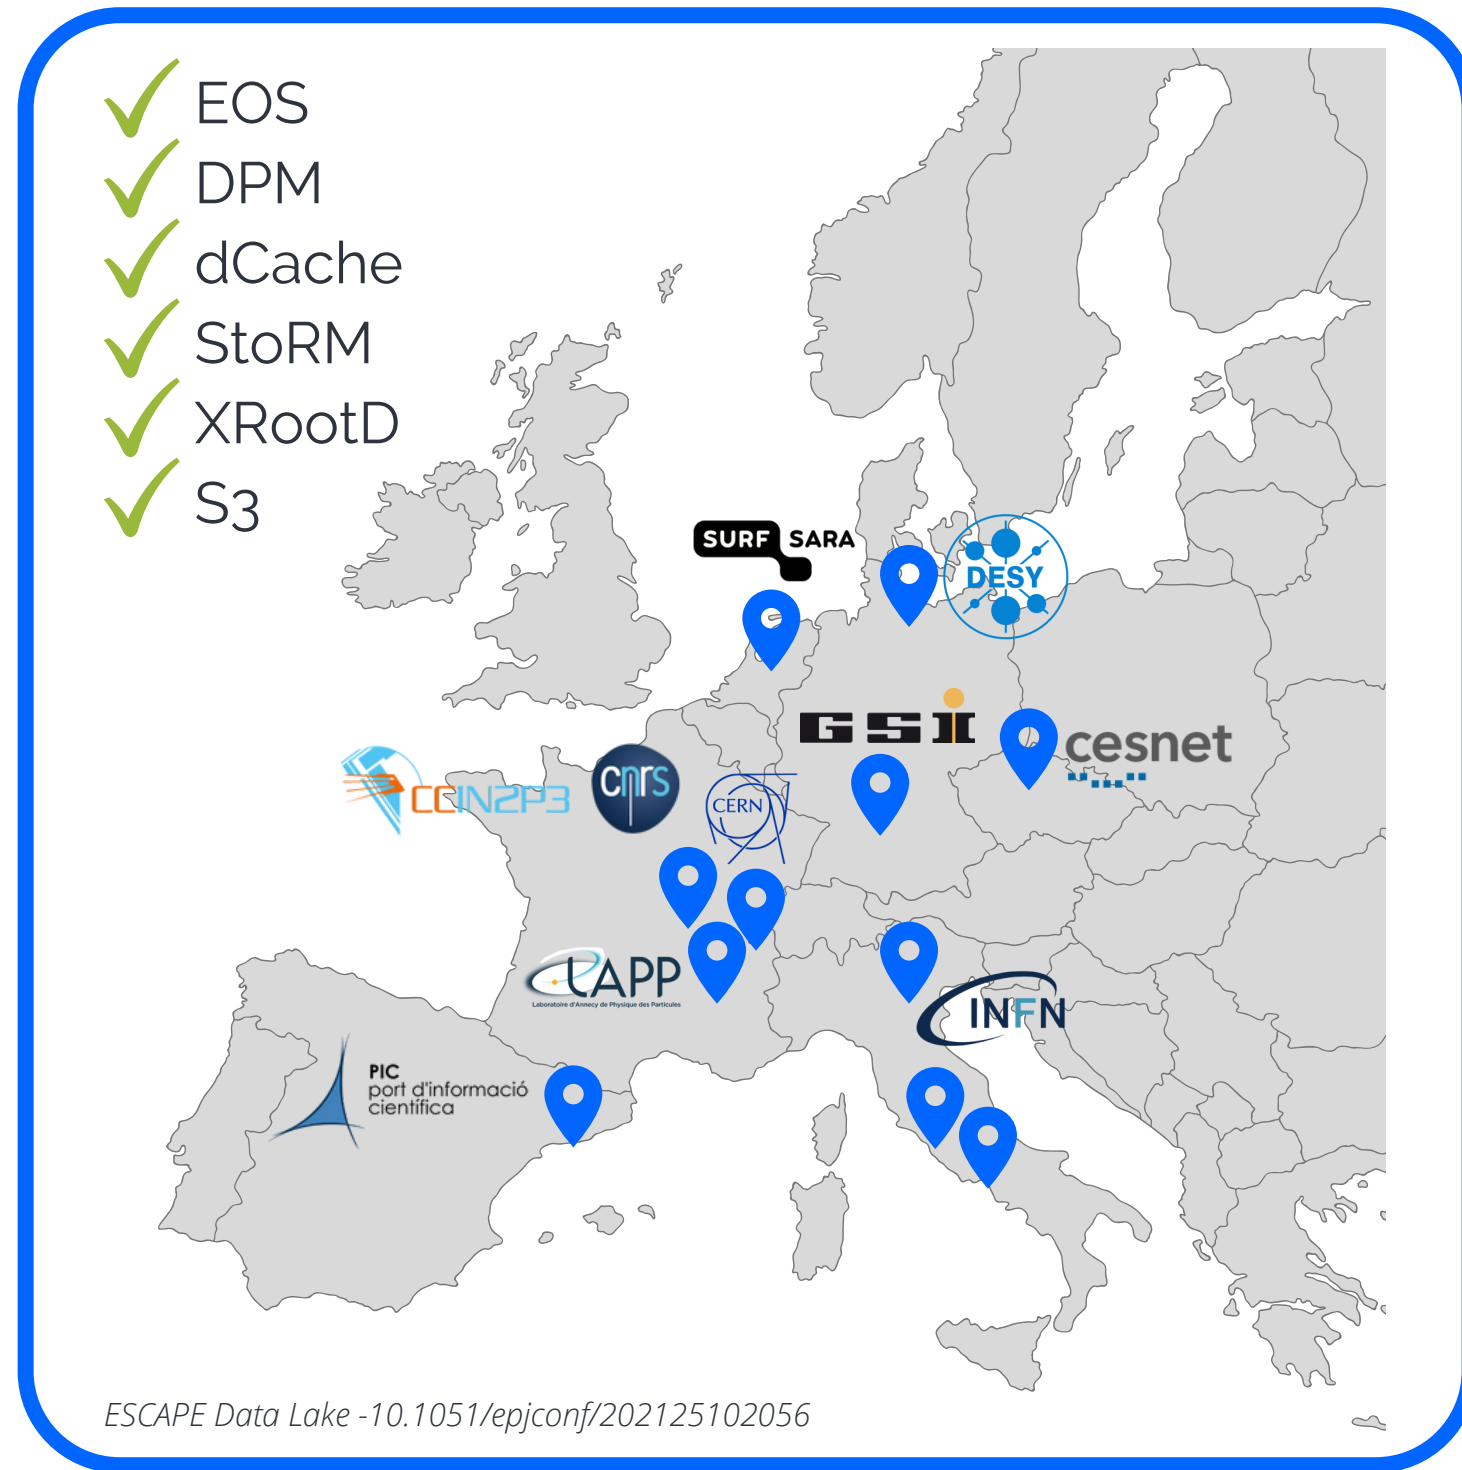 EOS
DPM
dCache
StoRM
XRootD
S3
SURF SARA
DESY
GSI
cesnet
CCIN2P3
cnrs
CERN
LAPP
Laboratoire d'Annecy de Physique des Particules
INFN
PIC
port d'informació
científica
ESCAPE Data Lake -10.1051/epjconf/202125102056